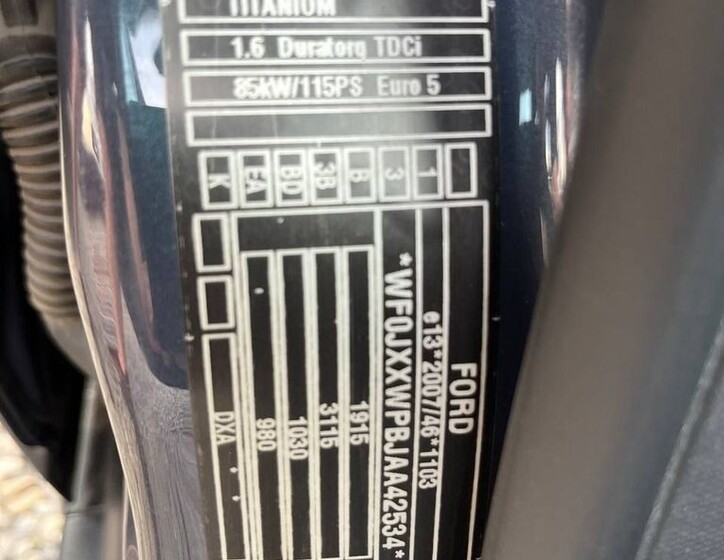 TITANIUM
1.6 Duratorq TDCi
85kW/115PS Euro 5
1
3
B
3B
BD
EA
K
FORD
e13*2007/46*1103
*WF0JXXWPBJAA42534*
1915
3115
1030
980
DXA * *